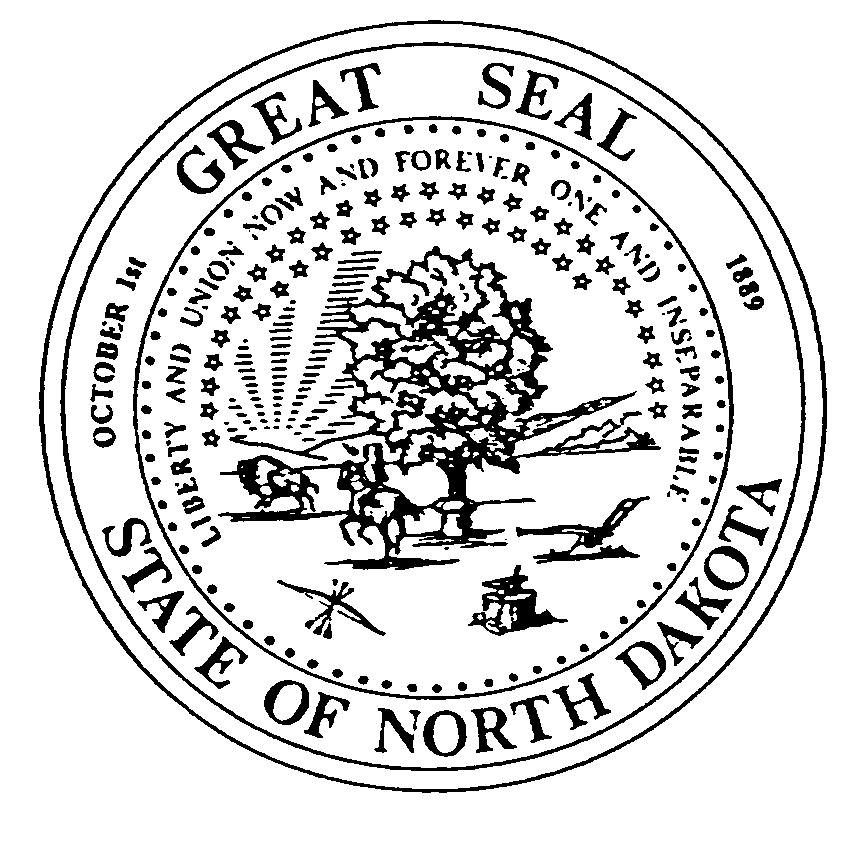 GREAT SEAL
OCTOBER 1st
1889
STATE OF NORTH DAKOTA
LIBERTY AND UNION NOW AND FOREVER ONE AND INSEPARABLE